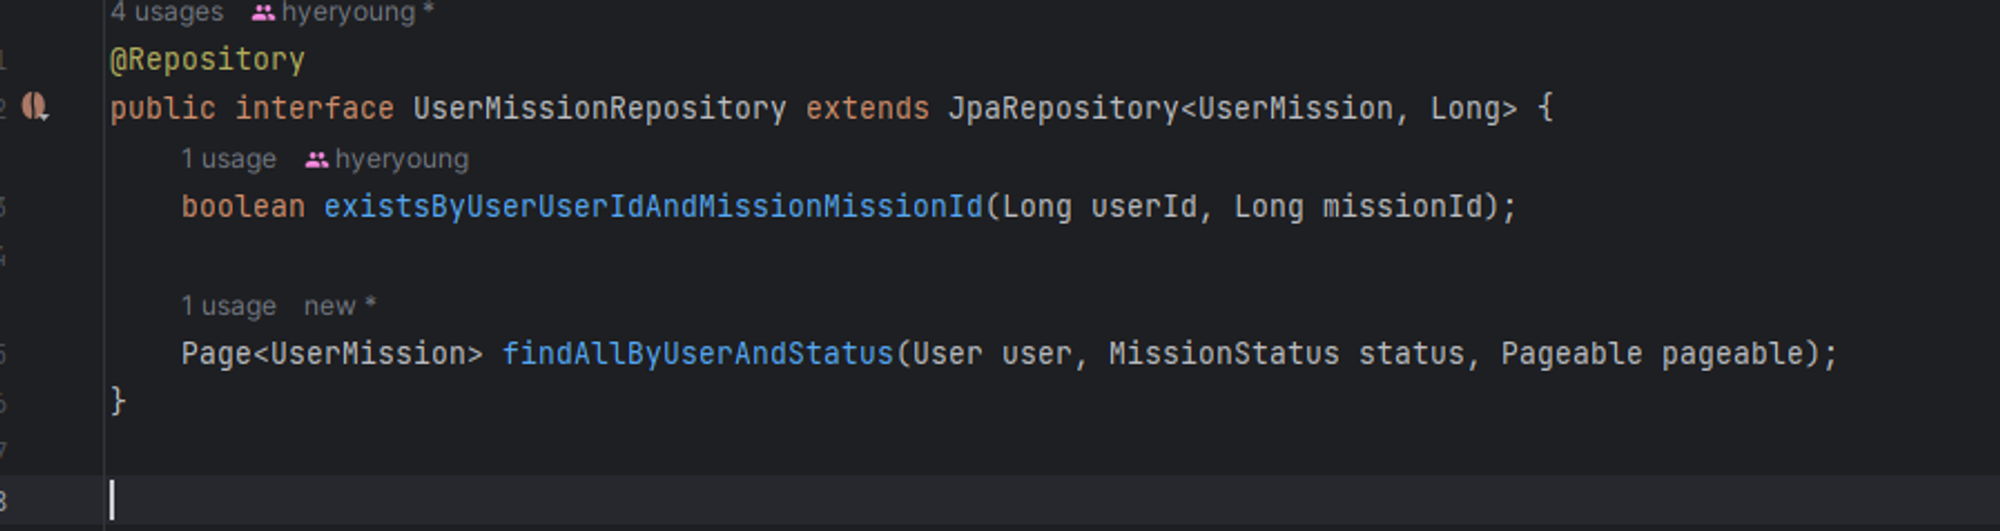 4 usages hyeryoung *
@Repository
public interface UserMissionRepository extends JpaRepository<UserMission, Long> {
1 usage hyeryoung
boolean existsByUserUserIdAndMissionMissionId(Long userId, Long missionId);
1 usage new *
Page<UserMission> findAllByUserAndStatus(User user, MissionStatus status, Pageable pageable);
}